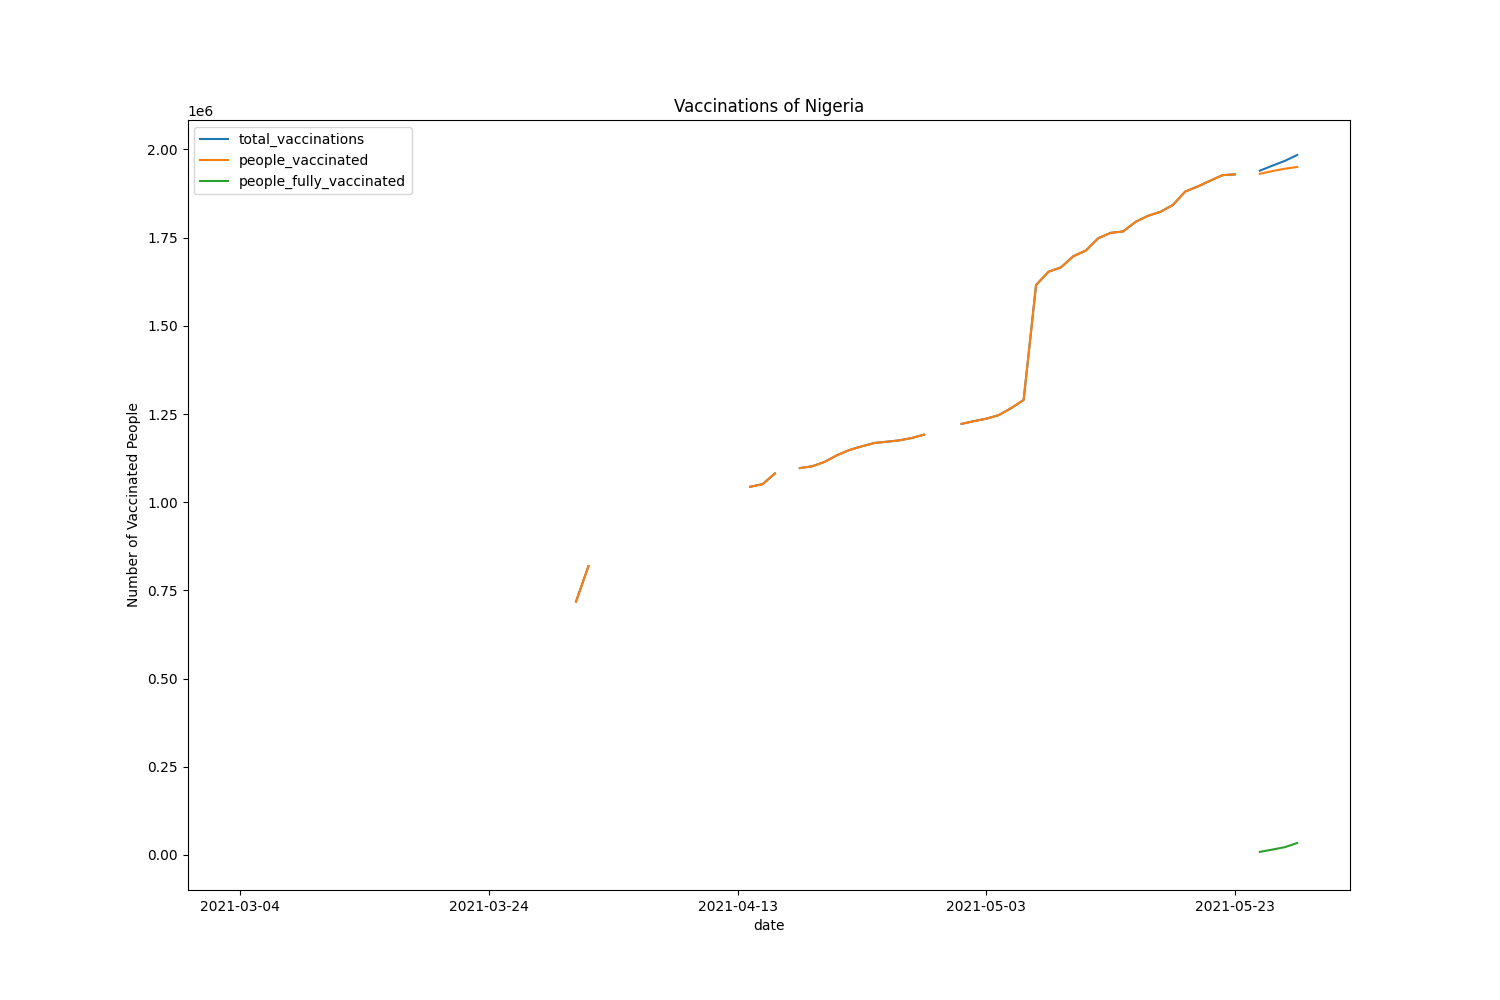 Vaccinations of Nigeria
1e6
total_vaccinations
people_vaccinated
people_fully_vaccinated
2.00
1.75
1.50
1.25
1.00
0.75
0.50
0.25
0.00
Number of Vaccinated People
2021-03-04 2021-03-24 2021-04-13 2021-05-03 2021-05-23
date